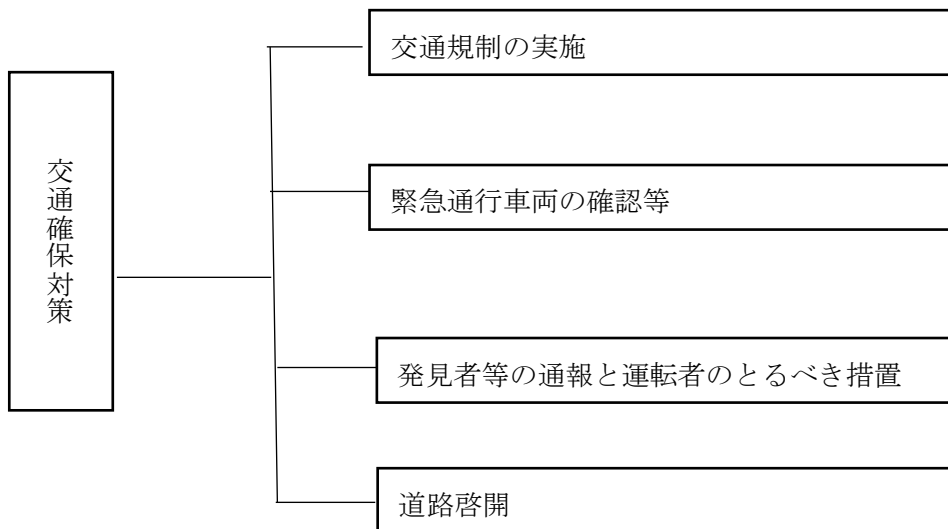 交通確保対策
交通規制の実施
緊急通行車両の確認等
発見者等の通報と運転者のとるべき措置
道路啓開